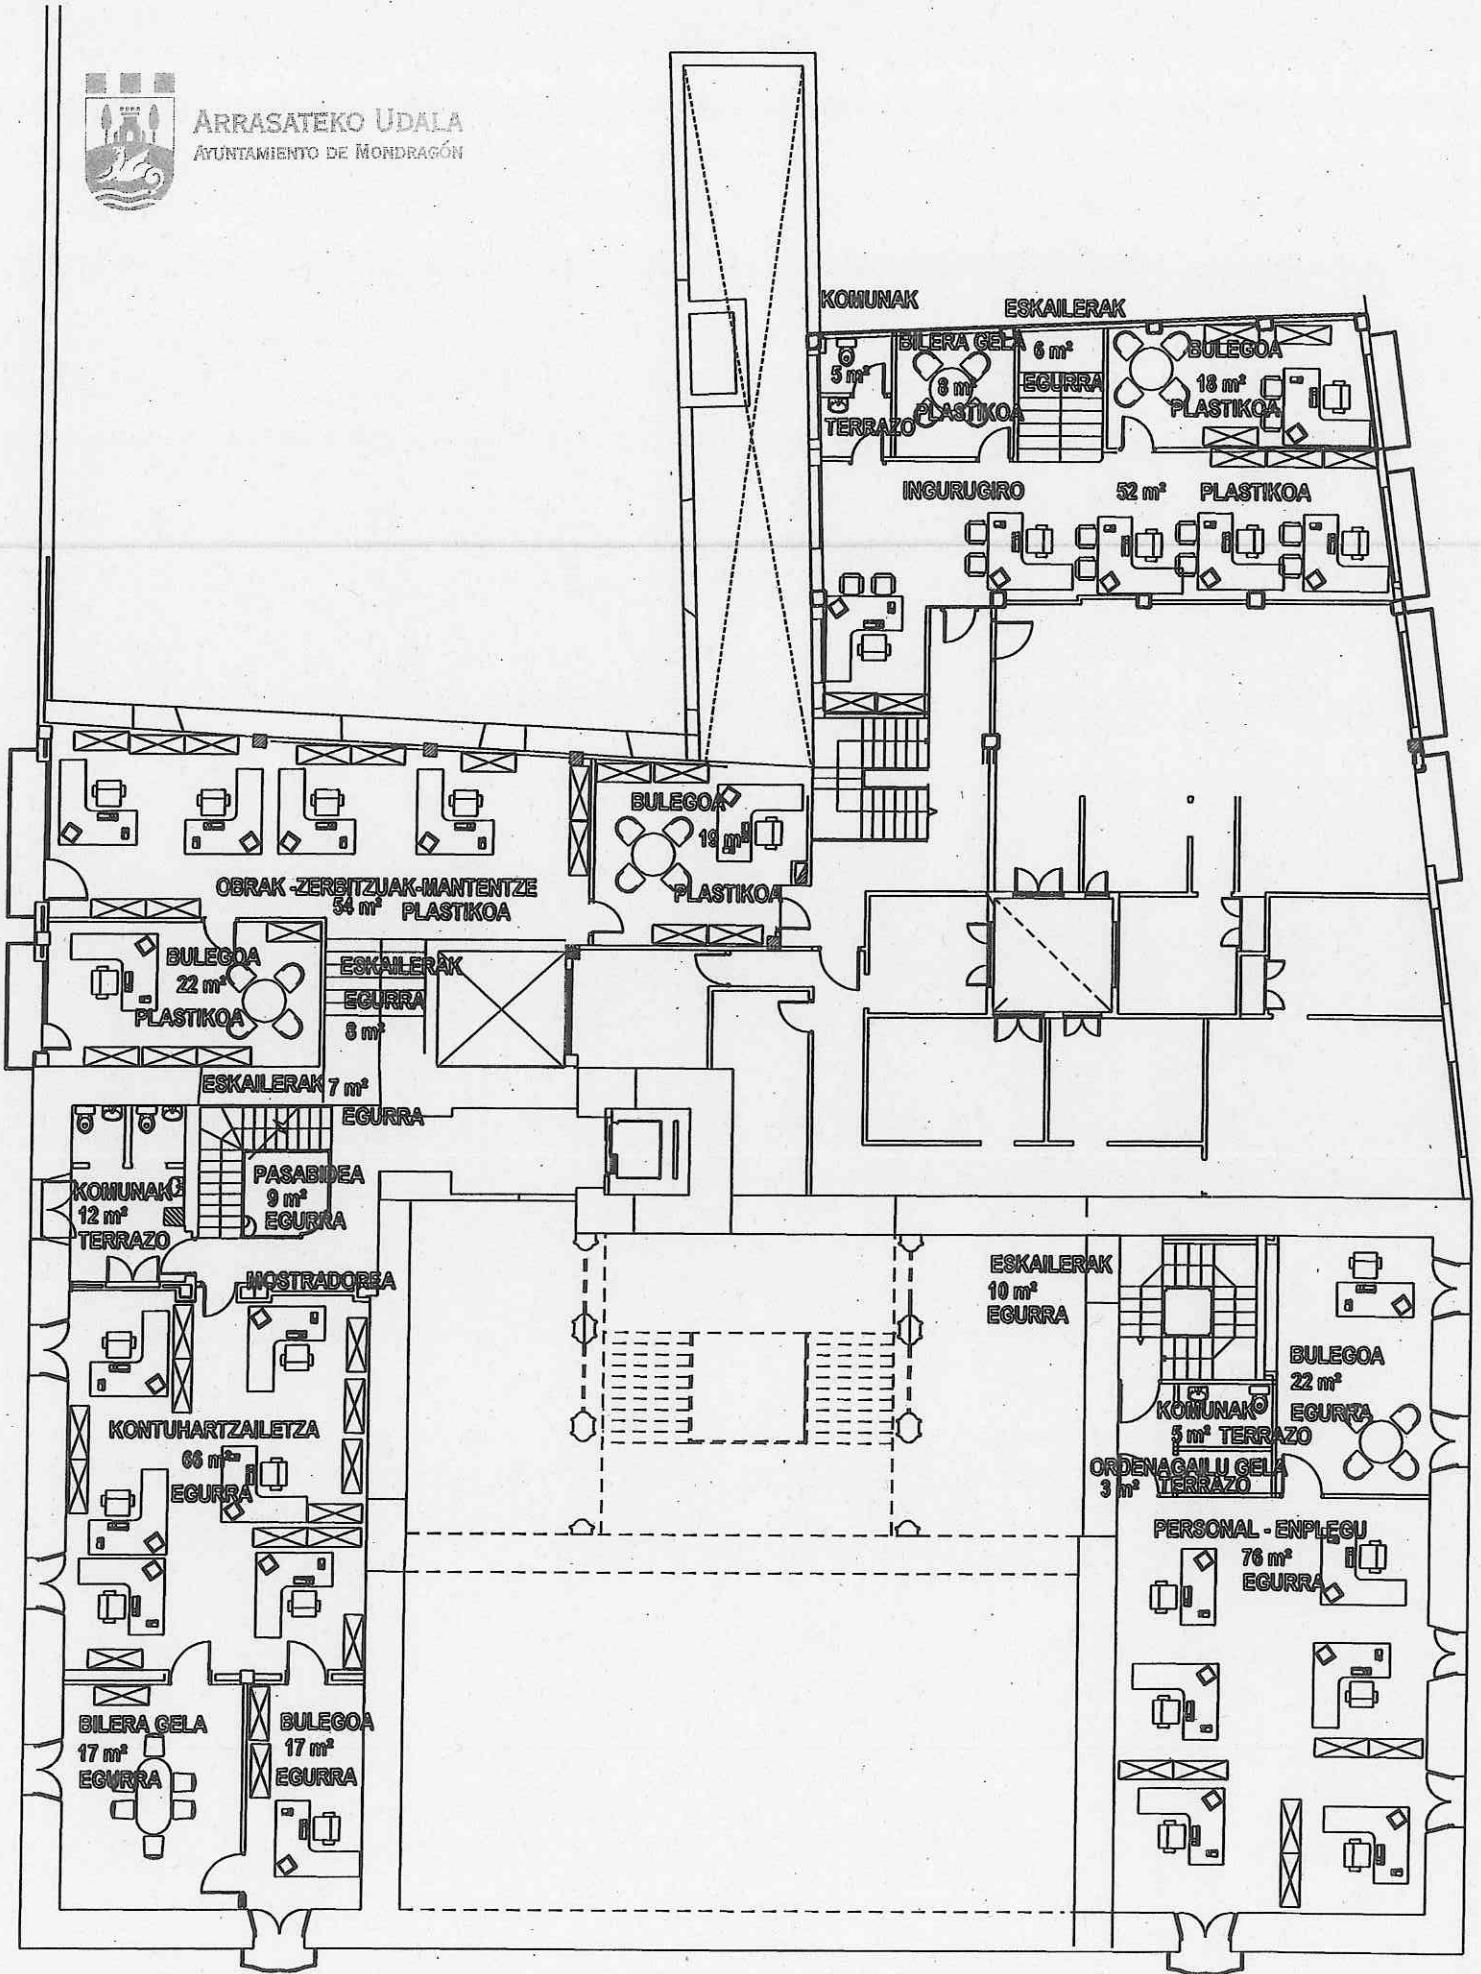 ARRASATEKO UDALA
AYUNTAMIENTO DE MONDRAGÓN
KOMUNAK
5 m²
TERRAZO
BILERA GELA
8 m²
PLASTIKOA
ESKAILERAK
6 m²
EGURRA
BULEGOA
18 m²
PLASTIKOA
INGURUGIRO 52 m² PLASTIKOA
BULEGOA
19 m²
PLASTIKOA
OBRAK -ZERBITZUAK-MANTENTZE
54 m² PLASTIKOA
BULEGOA
22 m²
PLASTIKOA
ESKAILERAK
EGURRA
8 m²
ESKAILERAK 7 m²
EGURRA
PASABIDEA
9 m²
EGURRA
KOMUNAK
12 m²
TERRAZO
MOSTRADOREA
KONTUHARTZAILETZA
66 m²
EGURRA
BILERA GELA
17 m²
EGURRA
BULEGOA
17 m²
EGURRA
ESKAILERAK
10 m²
EGURRA
BULEGOA
22 m²
EGURRA
KOMUNAK
5 m² TERRAZO
ORDENAGAILU GELA
3 m² TERRAZO
PERSONAL - ENPLEGU
76 m²
EGURRA